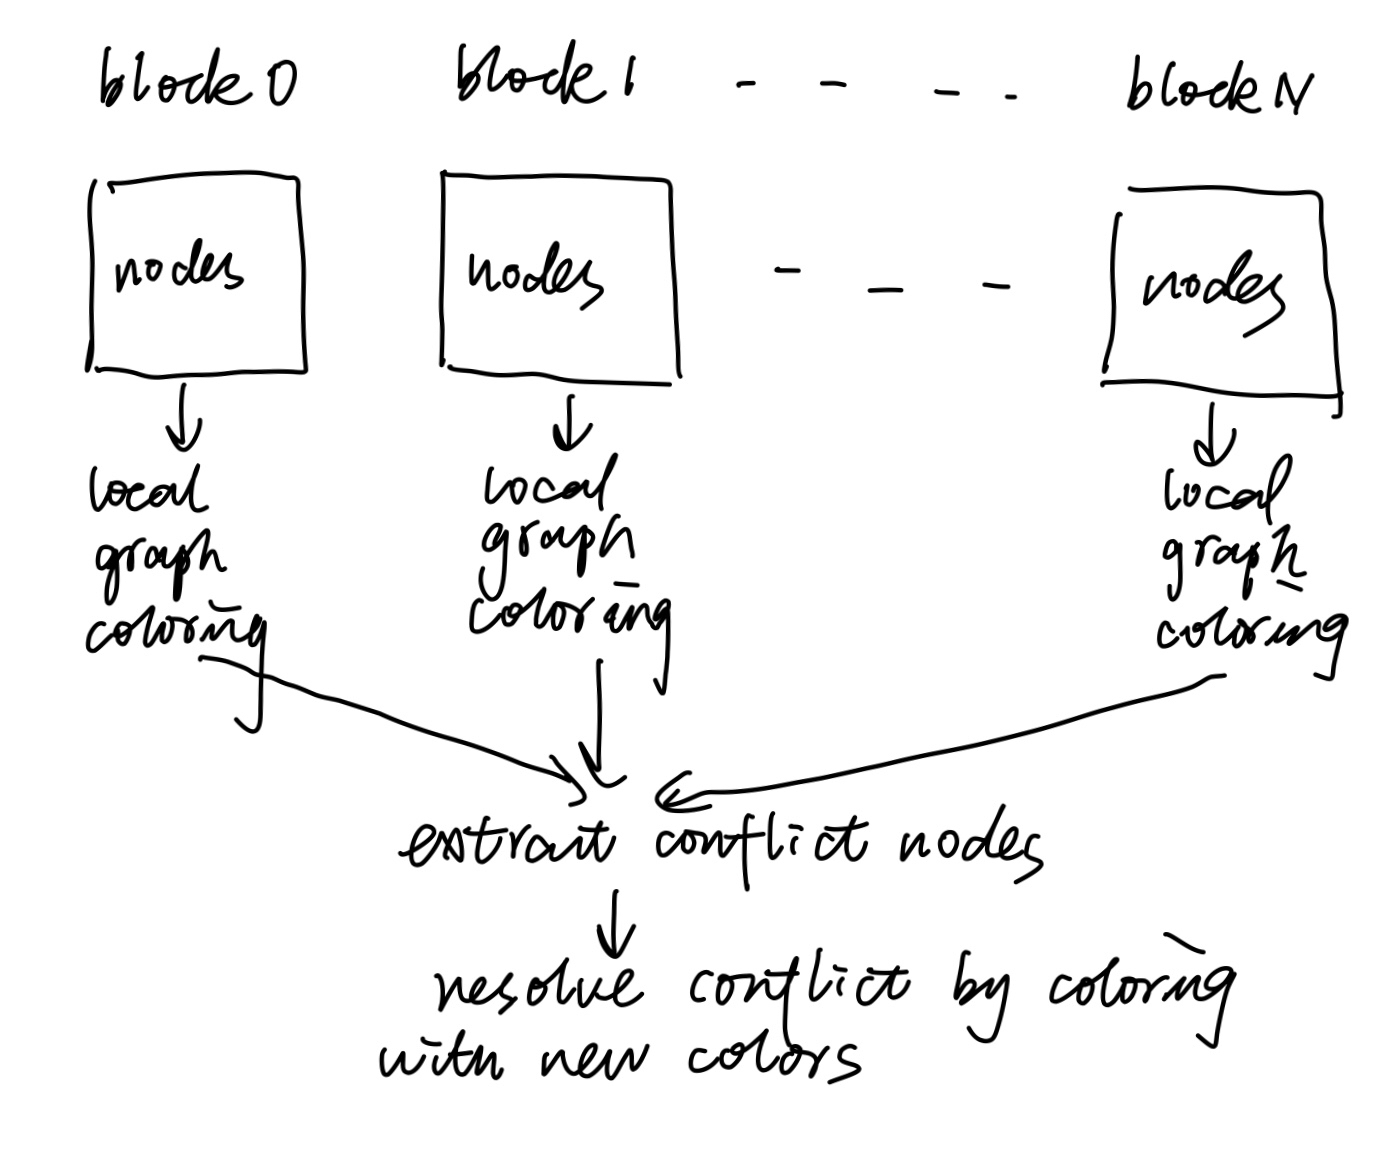 block 0
block 1
block N
nodes
nodes
nodes
local
graph
coloring
local
graph
coloring
local
graph
coloring
extract conflict nodes
resolve conflict by coloring
with new colors